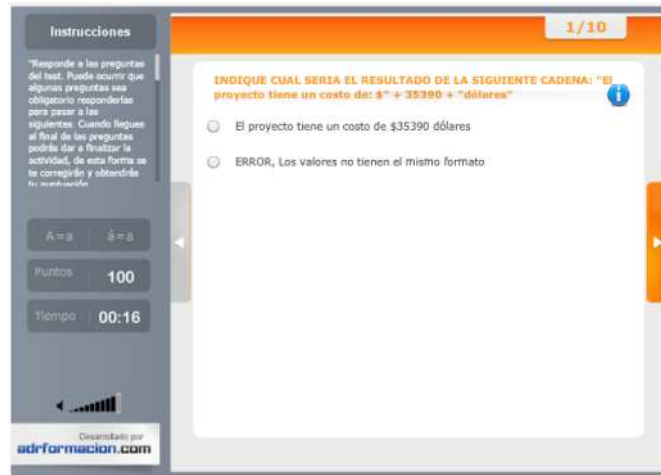 Instrucciones
"Responde a las preguntas
del test. Puede ocurrir que
algunas preguntas sea
obligatorio responderlas
para pasar a las
siguientes. Cuando llegues
al final de las preguntas
podrás dar a finalizar la
actividad, de esta forma se
te corregirán y obtendrás
tu puntuación
A=a
á=a
Puntos 100
Tiempo 00:16
Desarrollado por
adrformacion.com
1/10
INDIQUE CUAL SERIA EL RESULTADO DE LA SIGUIENTE CADENA: "El
proyecto tiene un costo de: $" + 35390 + "dólares"
i
El proyecto tiene un costo de $35390 dólares
ERROR, Los valores no tienen el mismo formato